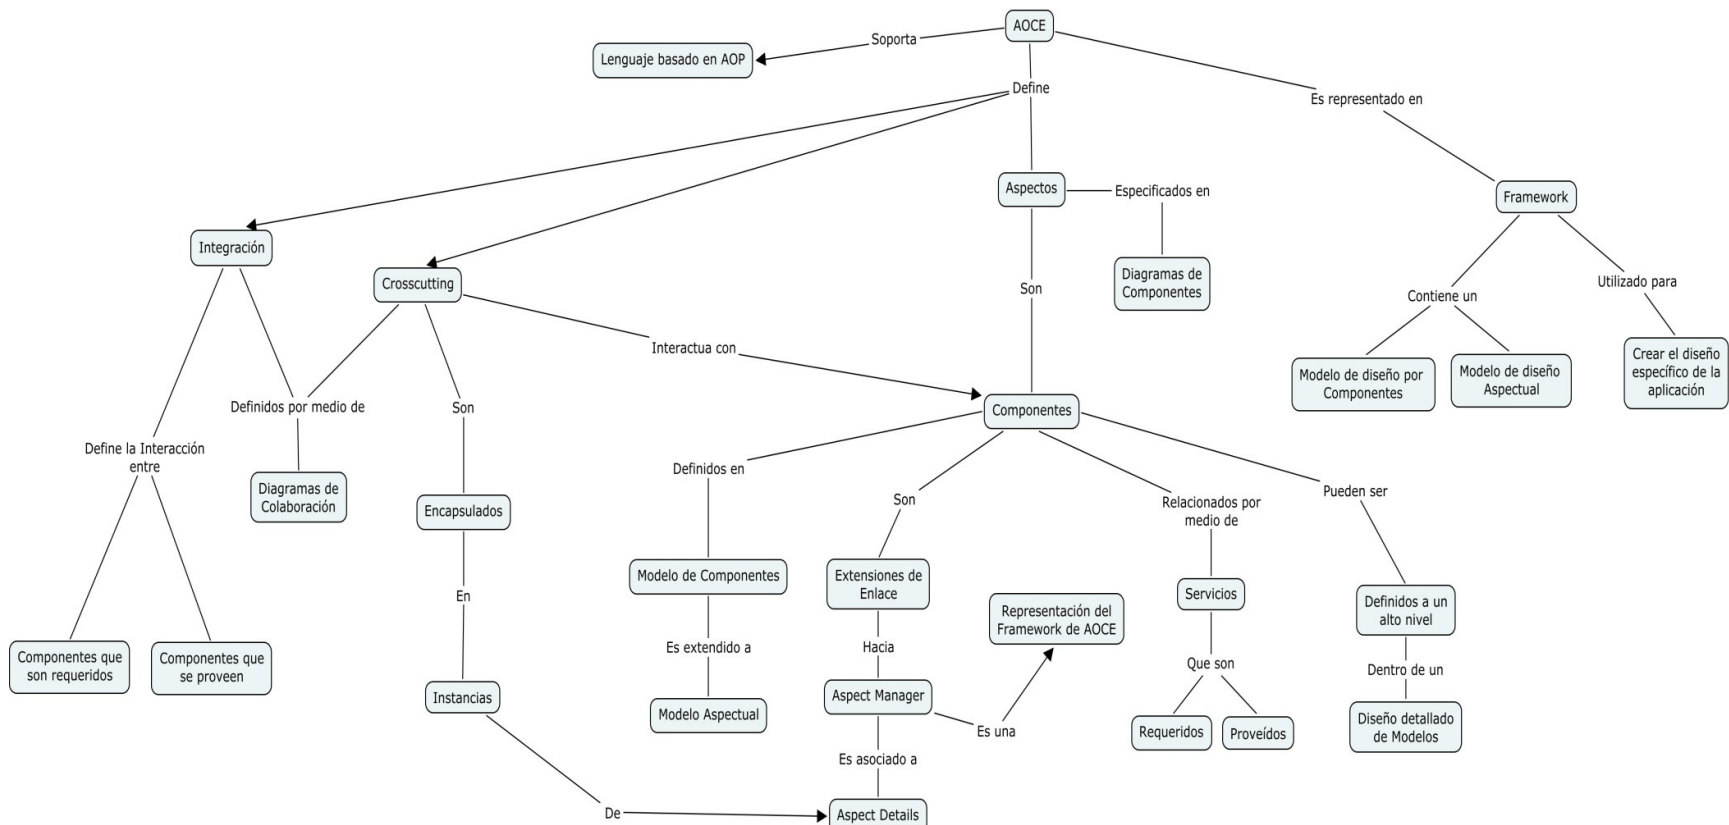 AOCE
Soporta
Lenguaje basado en AOP
Define
Es representado en
Aspectos
Especificados en
Framework
Integración
Crosscutting
Diagramas de
Componentes
Son
Contiene un
Utilizado para
Interactua con
Modelo de diseño por
Componentes
Modelo de diseño
Aspectual
Crear el diseño
específico de la
aplicación
Definidos por medio de
Son
Componentes
Define la Interacción
entre
Diagramas de
Colaboración
Encapsulados
Definidos en
Son
Relacionados por
medio de
Pueden ser
En
Modelo de Componentes
Extensiones de
Enlace
Representación del
Framework de AOCE
Servicios
Definidos a un
alto nivel
Componentes que
son requeridos
Componentes que
se proveen
Es extendido a
Hacia
Que son
Dentro de un
Instancias
Modelo Aspectual
Aspect Manager
Es una
Requeridos
Proveídos
Diseño detallado
de Modelos
Es asociado a
De
Aspect Details